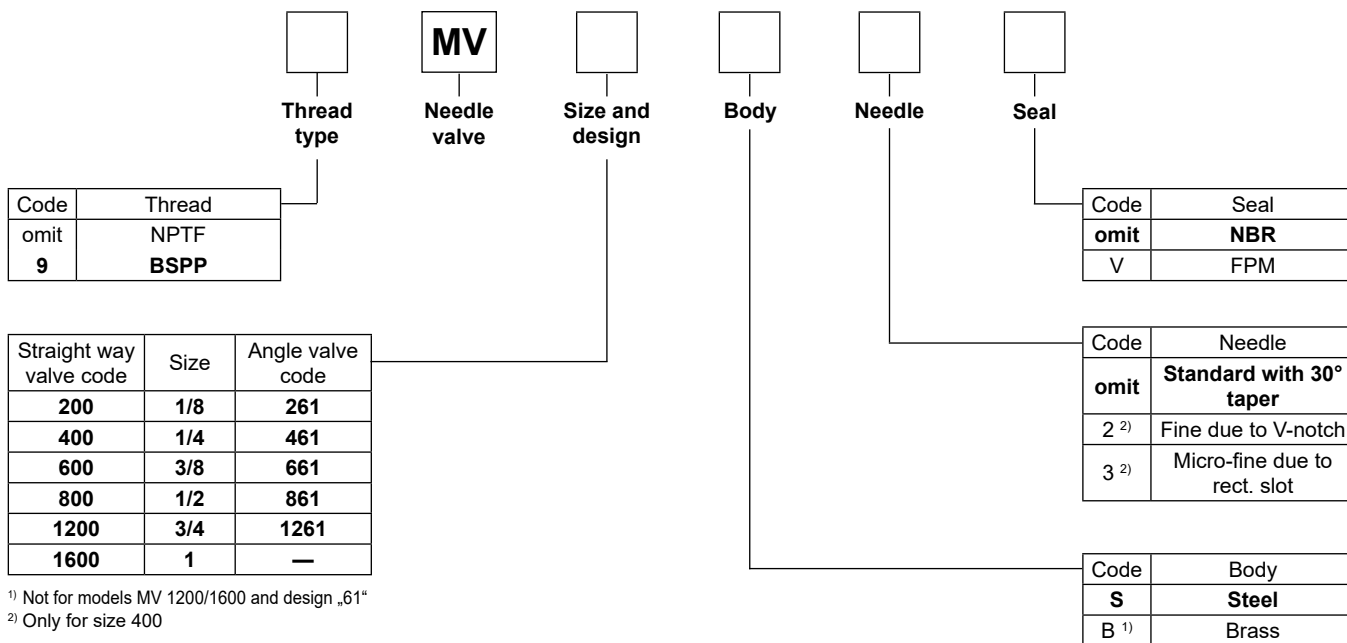 MV
Thread type
Needle valve
Size and design
Body
Needle
Seal
Code Thread
omit NPTF
9 BSPP
Straight way valve code Size Angle valve code
200 1/8 261
400 1/4 461
600 3/8 661
800 1/2 861
1200 3/4 1261
1600 1 —
1) Not for models MV 1200/1600 and design „61“
2) Only for size 400
Code Seal
omit NBR
V FPM
Code Needle
omit Standard with 30° taper
2 2) Fine due to V-notch
3 2) Micro-fine due to rect. slot
Code Body
S Steel
B 1) Brass